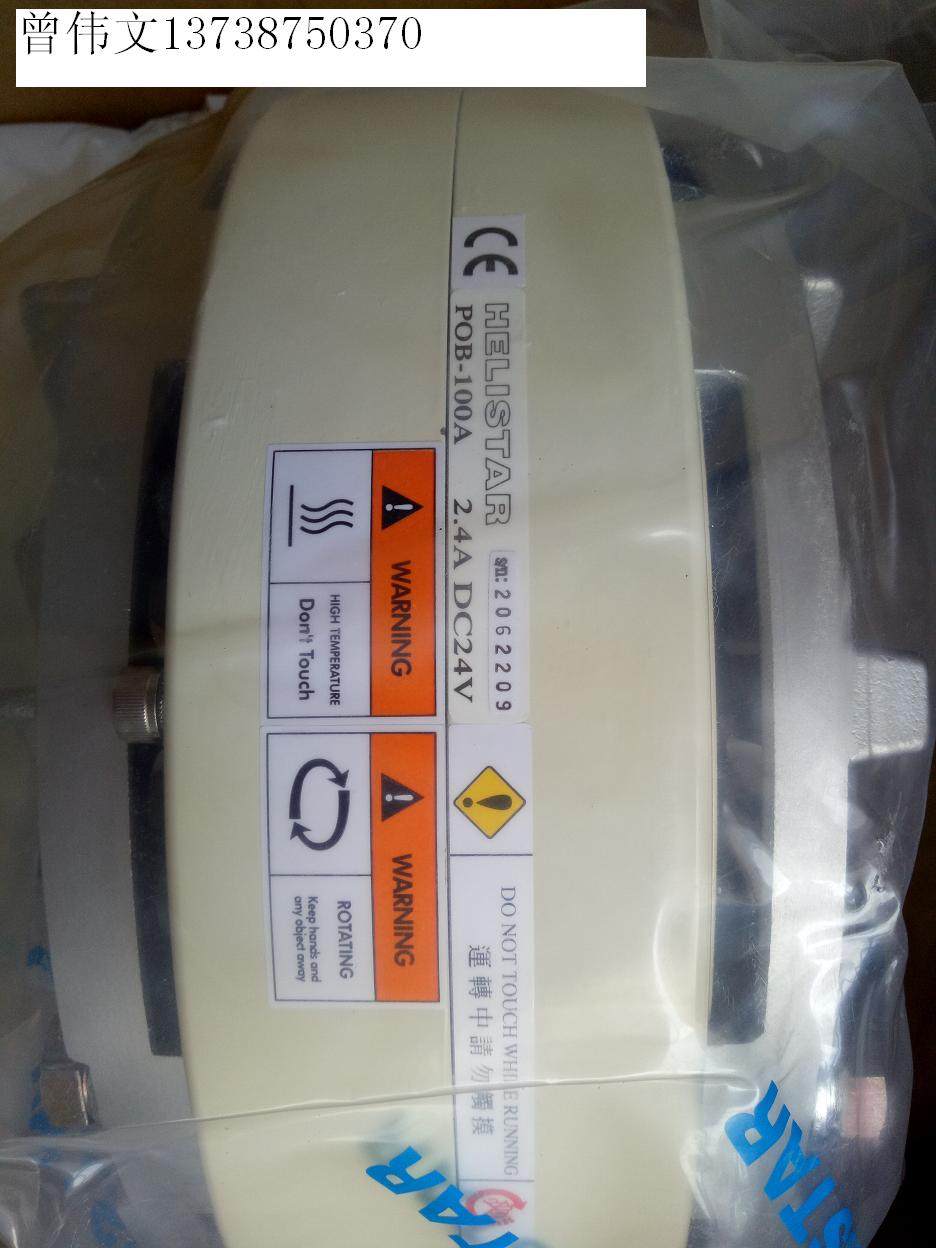 曾伟文13738750370
CE
HELISTAR
S/N: 2062209
POB-100A 2.4A DC24V
WARNING
HIGH TEMPERATURE
Don't Touch
WARNING
ROTATING
Keep hands and
any object away
DO NOT TOUCH WHILE RUNNING
運轉中請勿觸摸
TAR
STAR